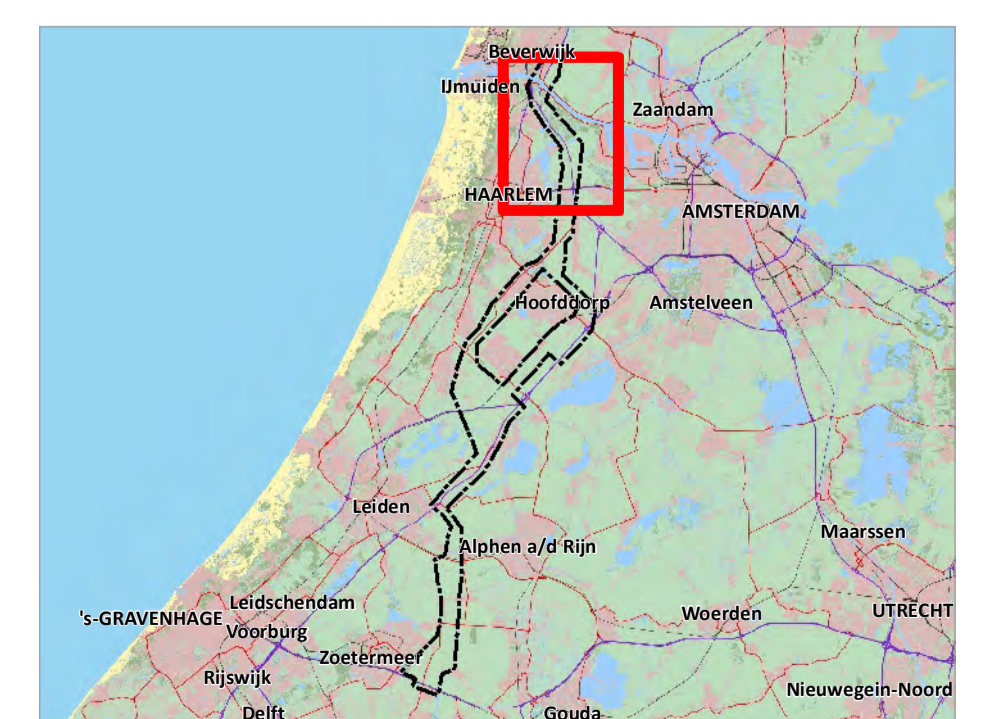 Beverwijk
IJmuiden
Zaandam
HAARLEM
AMSTERDAM
Hoofddorp
Amstelveen
Leiden
Maarssen
Alphen a/d Rijn
Leidschendam
's-GRAVENHAGE
Woerden
UTRECHT
Voorburg
Zoetermeer
Rijswijk
Nieuwegein-Noord
Delft
Gouda